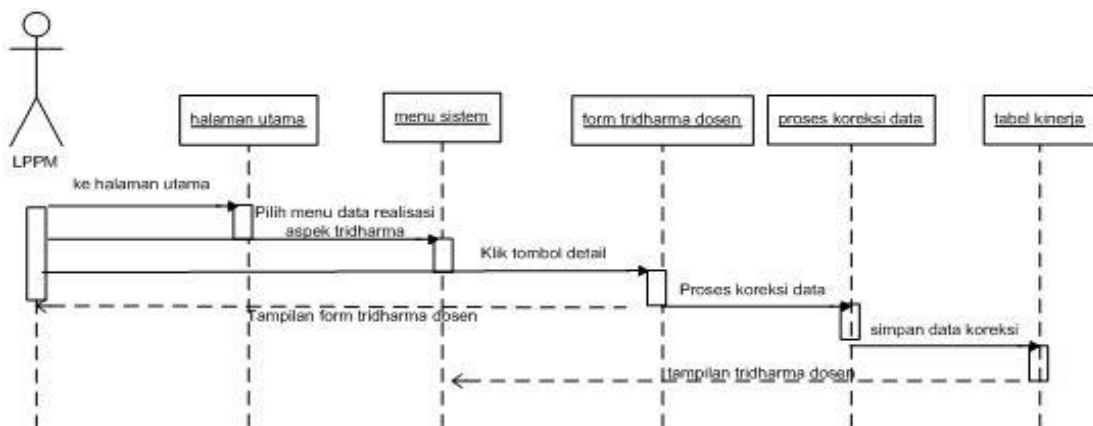 halaman utama
menu sistem
form tridharma dosen
proses koreksi data
tabel kinerja
LPPM
ke halaman utama
Pilih menu data realisasi
aspek tridharma
Klik tombol detail
Proses koreksi data
Tampilan form tridharma dosen
simpan data koreksi
tampilan tridharma dosen